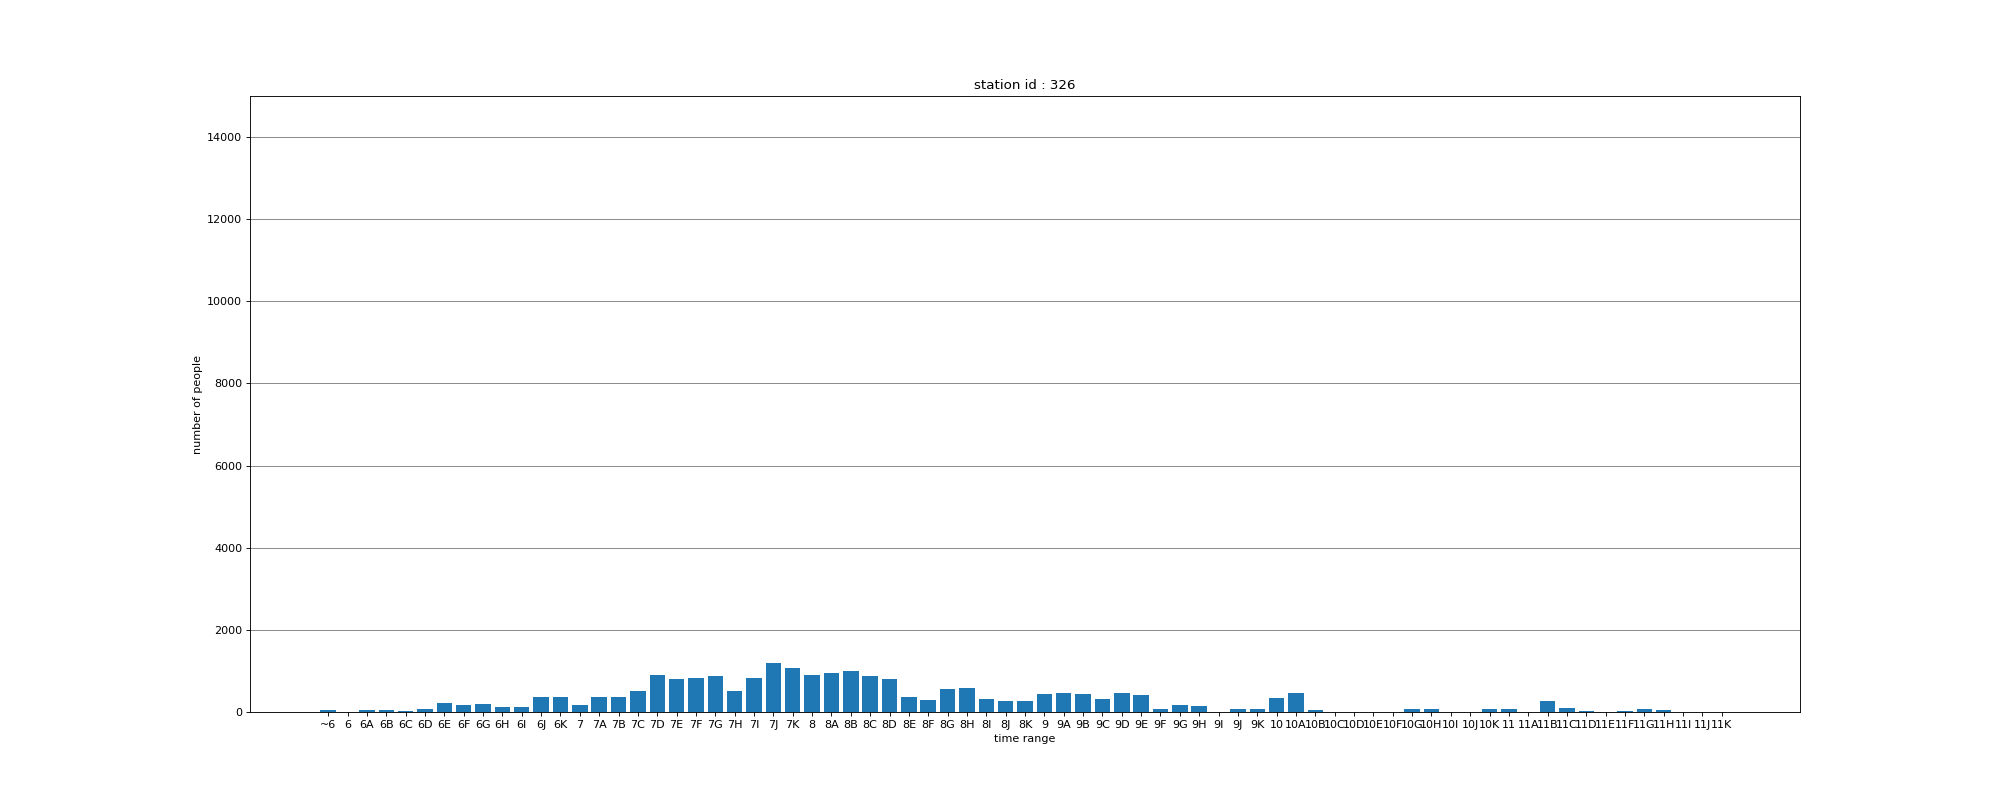 station id : 326
14000
12000
10000
8000
6000
4000
2000
0
number of people
~6 6 6A 6B 6C 6D 6E 6F 6G 6H 6I 6J 6K 7 7A 7B 7C 7D 7E 7F 7G 7H 7I 7J 7K 8 8A 8B 8C 8D 8E 8F 8G 8H 8I 8J 8K 9 9A 9B 9C 9D 9E 9F 9G 9H 9I 9J 9K 10 10A 10B 10C 10D 10E 10F 10G 10H 10I 10J 10K 11 11A 11B 11C 11D 11E 11F 11G 11H 11I 11J 11K
time range